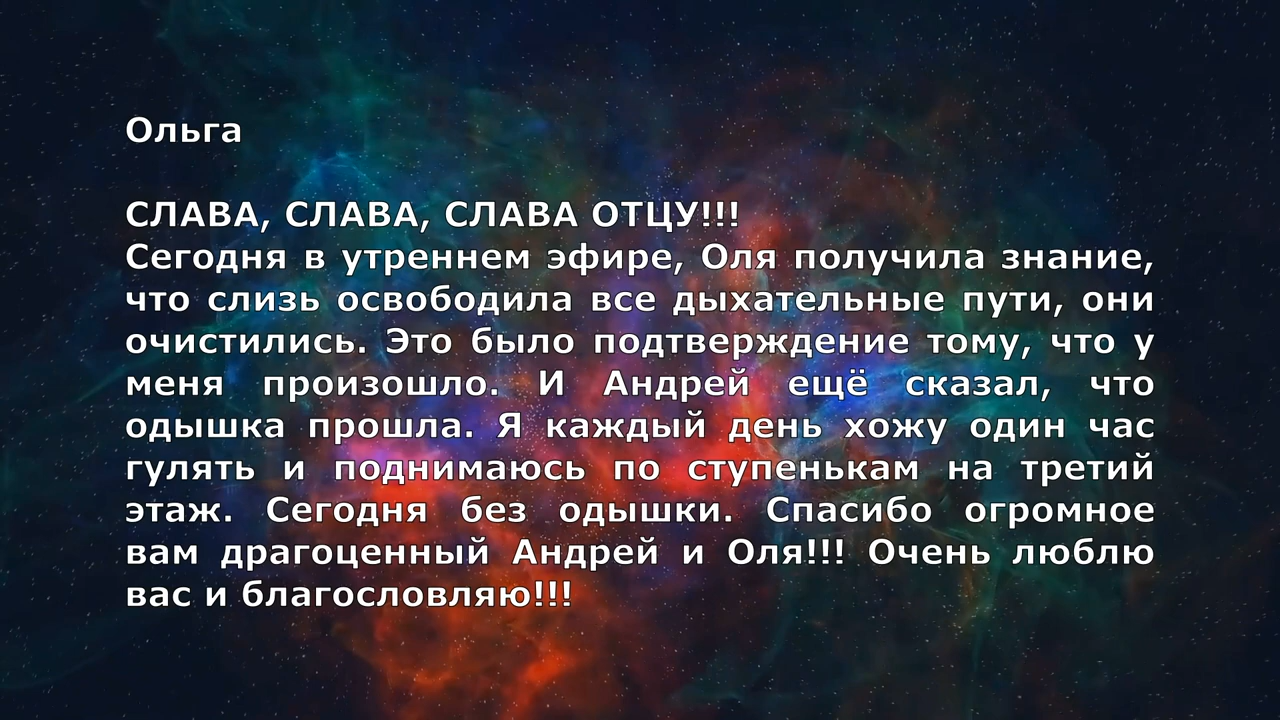 Ольга
СЛАВА, СЛАВА, СЛАВА ОТЦУ!!!
Сегодня в утреннем эфире, Оля получила знание,
что слизь освободила все дыхательные пути, они
очистились. Это было подтверждение тому, что у
меня произошло. И Андрей ещё сказал, что
одышка прошла. Я каждый день хожу один час
гулять и поднимаюсь по ступенькам на третий
этаж. Сегодня без одышки. Спасибо огромное
вам драгоценный Андрей и Оля!!! Очень люблю
вас и благословляю!!!